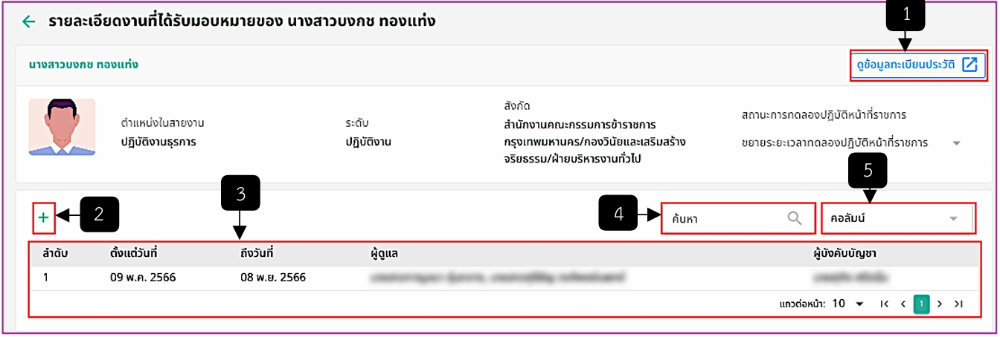 1
รายละเอียดงานที่ได้รับมอบหมายของ นางสาวบงกช ทองแท่ง
นางสาวบงกช ทองแท่ง
ดูข้อมูลทะเบียนประวัติ
ตำแหน่งในสายงาน
ปฏิบัติงานธุรการ
ระดับ
ปฏิบัติงาน
สังกัด
สำนักงานคณะกรรมการข้าราชการ
กรุงเทพมหานคร/กองวินัยและเสริมสร้าง
จริยธรรม/ฝ่ายบริหารงานทั่วไป
สถานะการทดลองปฏิบัติหน้าที่ราชการ
ขยายระยะเวลาทดลองปฏิบัติหน้าที่ราชการ
2
3
4
5
ค้นหา
คอลัมน์
ลำดับ ตั้งแต่วันที่ ถึงวันที่ ผู้ดูแล ผู้บังคับบัญชา
1 09 พ.ค. 2566 08 พ.ย. 2566
แถวต่อหน้า: 10 1